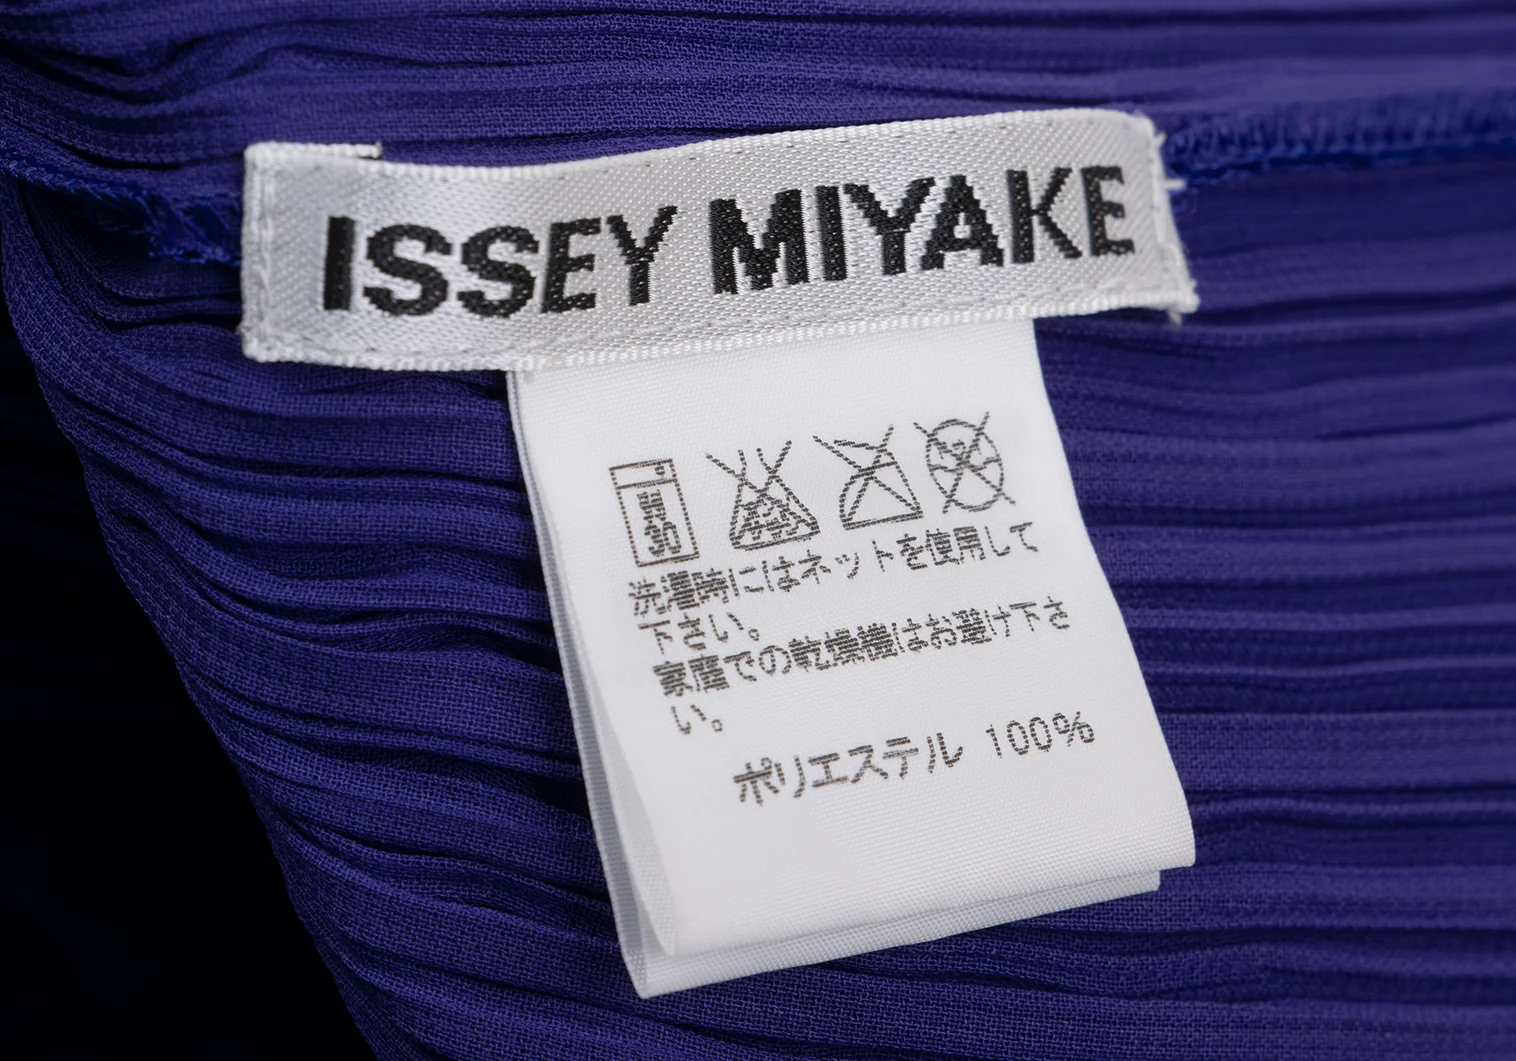 ISSEY MIYAKE
弱
30
洗濯時にはネットを使用して
下さい。
家庭での乾燥機はお避け下さ
い。
ポリエステル 100%